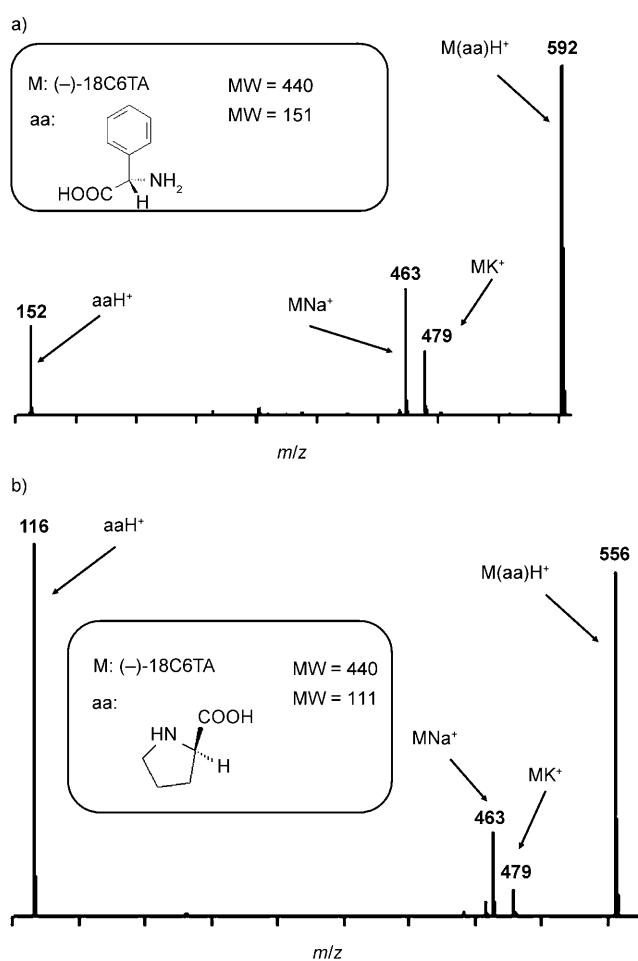 a)
M: (–)-18C6TA
MW = 440
aa:
MW = 151
HOOC
NH2
H
M(aa)H+
592
152
aaH+
MNa+
463
MK+
479
m/z
b)
116
aaH+
M(aa)H+
556
M: (–)-18C6TA
MW = 440
aa:
MW = 111
HN
COOH
H
MNa+
463
MK+
479
m/z